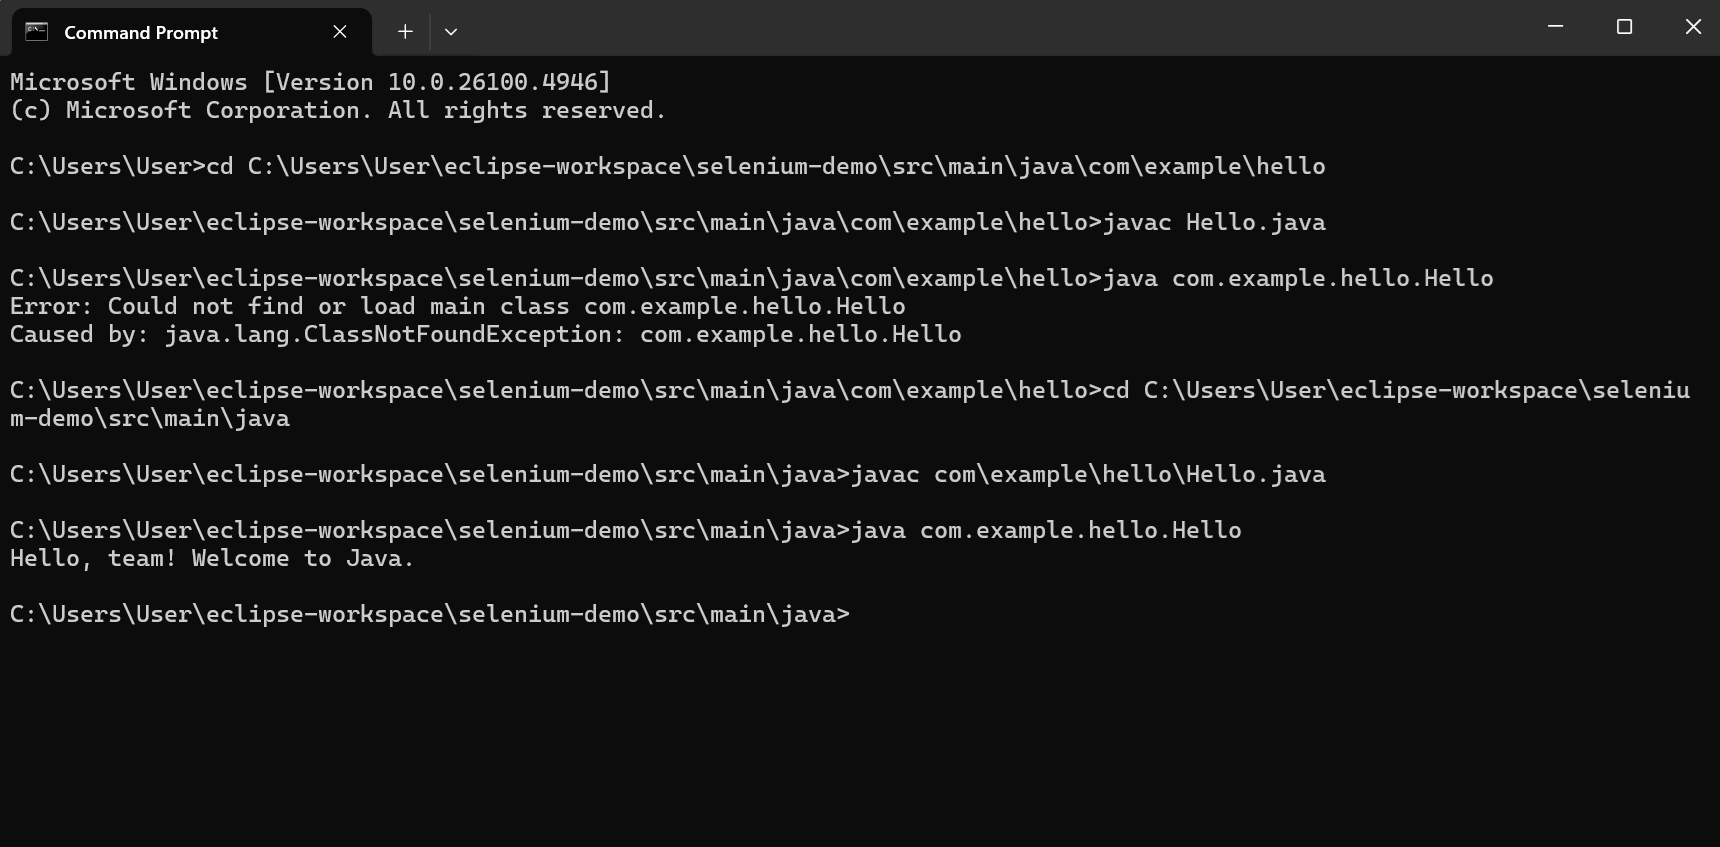 Command Prompt
Microsoft Windows [Version 10.0.26100.4946]
(c) Microsoft Corporation. All rights reserved.
C:\Users\User>cd C:\Users\User\eclipse-workspace\selenium-demo\src\main\java\com\example\hello
C:\Users\User\eclipse-workspace\selenium-demo\src\main\java\com\example\hello>javac Hello.java
C:\Users\User\eclipse-workspace\selenium-demo\src\main\java\com\example\hello>java com.example.hello.Hello
Error: Could not find or load main class com.example.hello.Hello
Caused by: java.lang.ClassNotFoundException: com.example.hello.Hello
C:\Users\User\eclipse-workspace\selenium-demo\src\main\java\com\example\hello>cd C:\Users\User\eclipse-workspace\seleniu
m-demo\src\main\java
C:\Users\User\eclipse-workspace\selenium-demo\src\main\java>javac com\example\hello\Hello.java
C:\Users\User\eclipse-workspace\selenium-demo\src\main\java>java com.example.hello.Hello
Hello, team! Welcome to Java.
C:\Users\User\eclipse-workspace\selenium-demo\src\main\java>